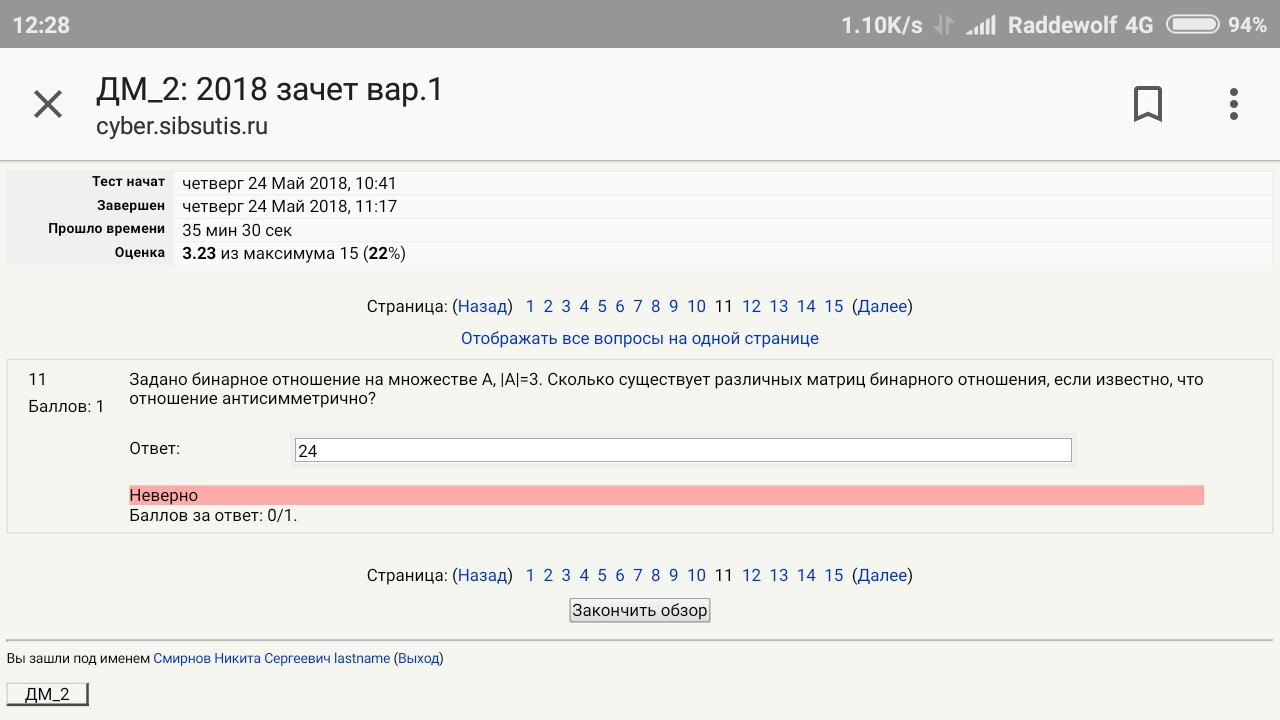 12:28 1.10K/s Raddewolf 4G 94%
ДМ_2: 2018 зачет вар.1
cyber.sibsutis.ru
Тест начат четверг 24 Май 2018, 10:41
Завершен четверг 24 Май 2018, 11:17
Прошло времени 35 мин 30 сек
Оценка 3.23 из максимума 15 (22%)
Страница: (Назад) 1 2 3 4 5 6 7 8 9 10 11 12 13 14 15 (Далее)
Отображать все вопросы на одной странице
11 Задано бинарное отношение на множестве A, |A|=3. Сколько существует различных матриц бинарного отношения, если известно, что
Баллов: 1 отношение антисимметрично?
Ответ: 24
Неверно
Баллов за ответ: 0/1.
Страница: (Назад) 1 2 3 4 5 6 7 8 9 10 11 12 13 14 15 (Далее)
Закончить обзор
Вы зашли под именем Смирнов Никита Сергеевич lastname (Выход)
ДМ_2